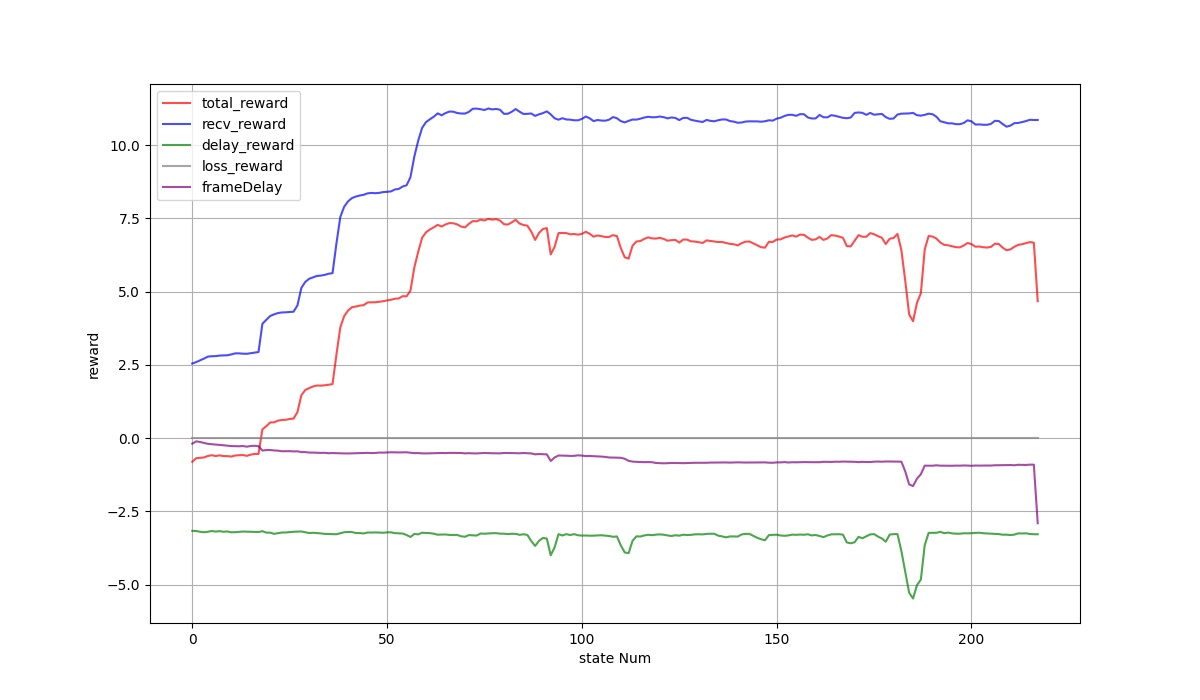 total_reward
recv_reward
delay_reward
loss_reward
frameDelay
10.0
7.5
5.0
2.5
0.0
−2.5
−5.0
reward
0 50 100 150 200
state Num